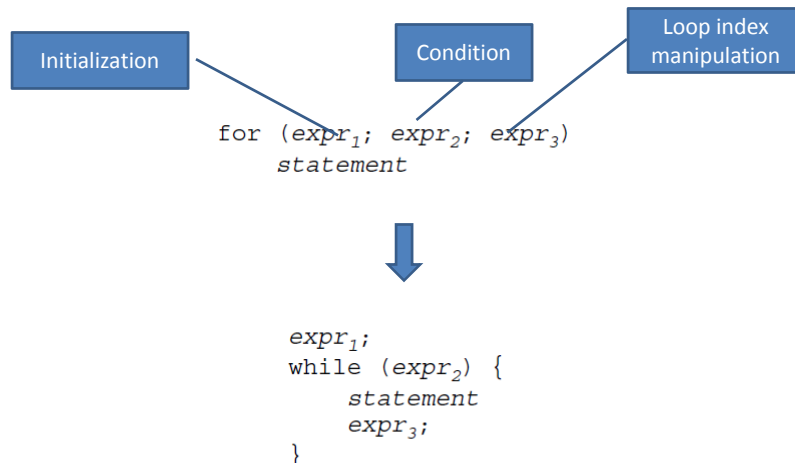 Initialization
Condition
Loop index
manipulation
for (expr₁; expr₂; expr₃)
statement
expr₁;
while (expr₂) {
statement
expr₃;
}